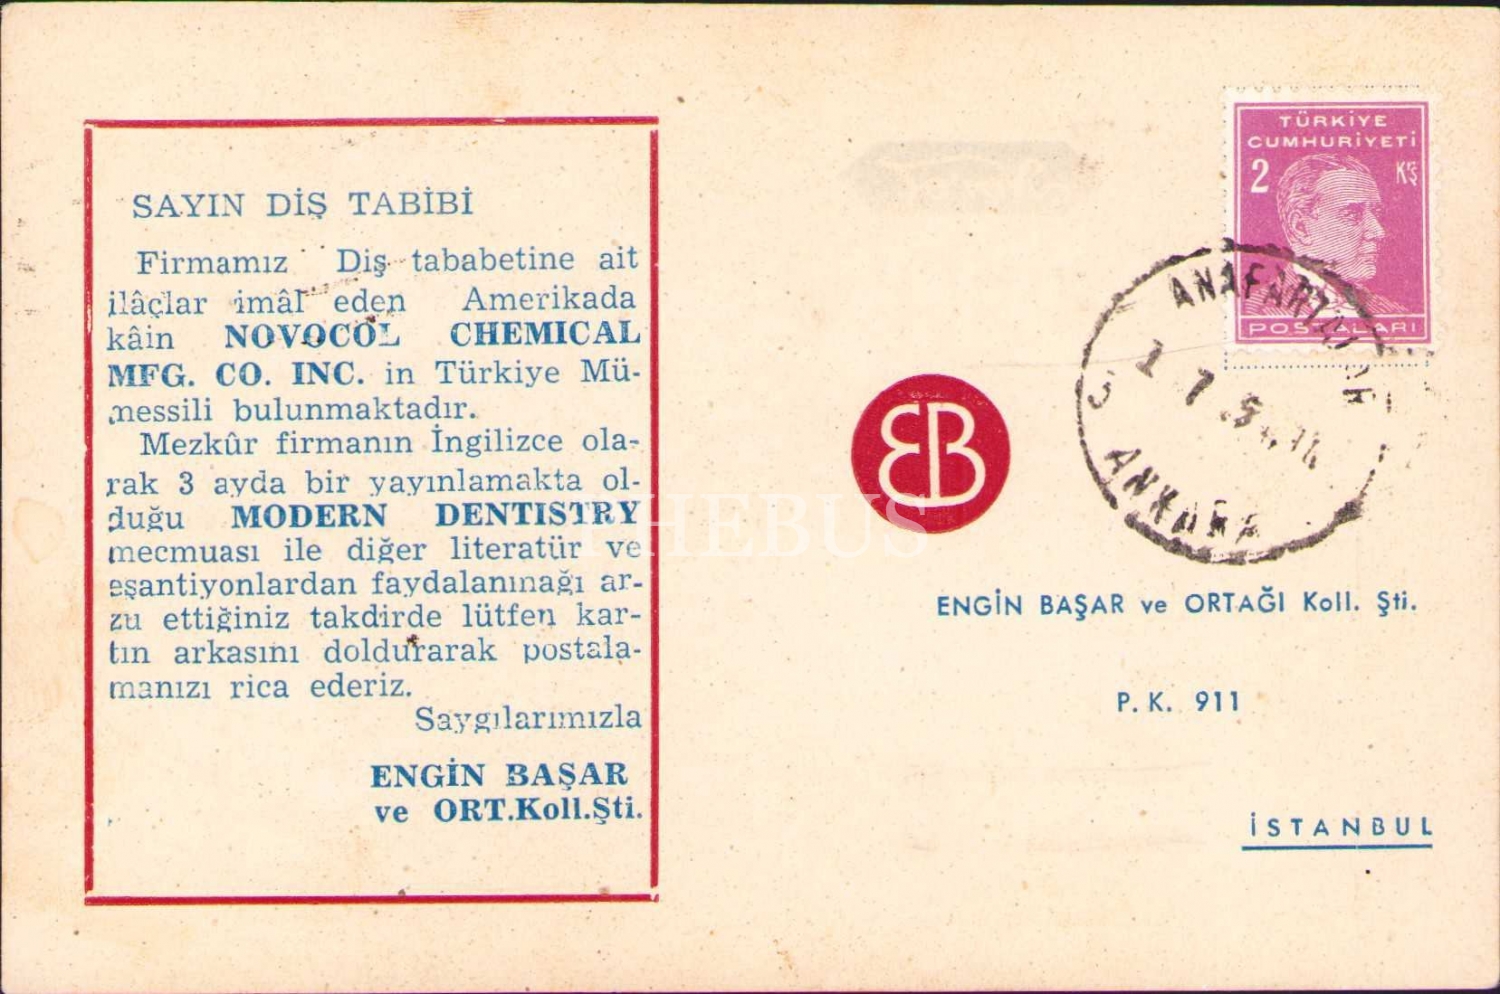 SAYIN DİŞ TABİBİ
Firmamız Diş tababetine ait
ilâçlar imâl eden Amerikada
kâin NOVOCOL CHEMICAL
MFG. CO. INC. in Türkiye Mü-
messili bulunmaktadır.
Mezkûr firmanın İngilizce ola-
rak 3 ayda bir yayınlamakta ol-
duğu MODERN DENTISTRY
mecmuası ile diğer literatür ve
eşantiyonlardan faydalanmağı ar-
zu ettiğiniz takdirde lütfen kar-
tın arkasını doldurarak postala-
manızı rica ederiz.
Saygılarımızla
ENGİN BAŞAR
ve ORT.Koll.Şti.
TÜRKİYE
CUMHURİYETİ
2 Krş
POSTALARI
ANAFARTALAR
ANKARA
EB
PHEBUS
ENGİN BAŞAR ve ORTAĞI Koll. Şti.
P. K. 911
İSTANBUL